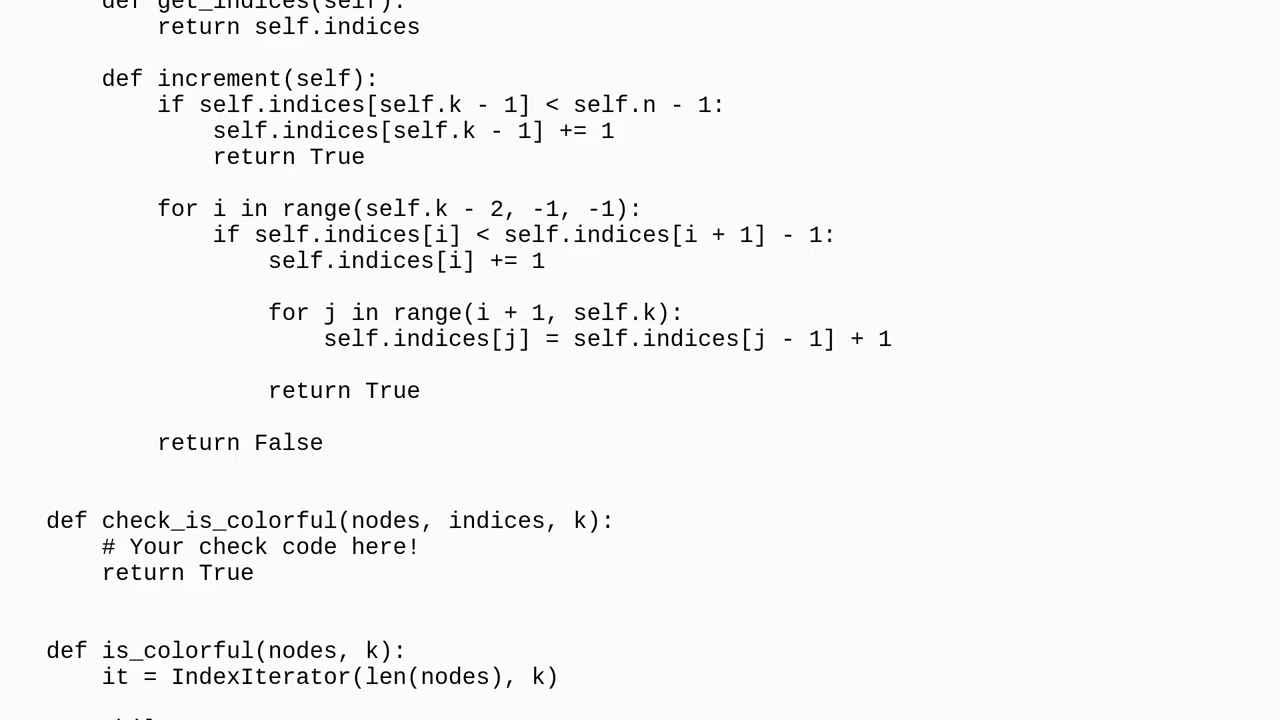 def get_indices(self):
return self.indices
def increment(self):
if self.indices[self.k - 1] < self.n - 1:
self.indices[self.k - 1] += 1
return True
for i in range(self.k - 2, -1, -1):
if self.indices[i] < self.indices[i + 1] - 1:
self.indices[i] += 1
for j in range(i + 1, self.k):
self.indices[j] = self.indices[j - 1] + 1
return True
return False
def check_is_colorful(nodes, indices, k):
# Your check code here!
return True
def is_colorful(nodes, k):
it = IndexIterator(len(nodes), k)